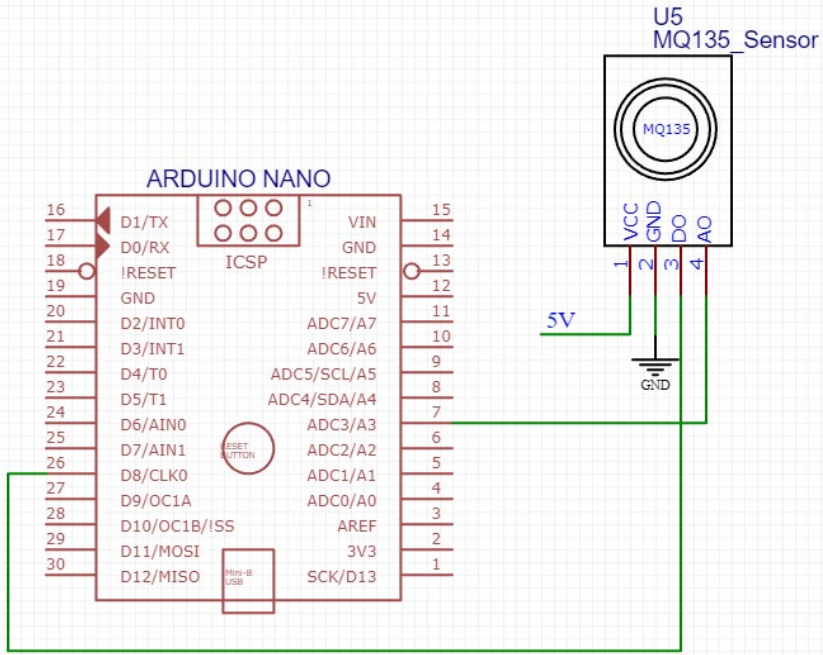 U5
MQ135_Sensor
MQ135
VCC
GND
DO
AO
1
2
3
4
5V
GND
ARDUINO NANO
1
ICSP
16 D1/TX VIN 15
17 D0/RX GND 14
18 !RESET !RESET 13
19 GND 5V 12
20 D2/INT0 ADC7/A7 11
21 D3/INT1 ADC6/A6 10
22 D4/T0 ADC5/SCL/A5 9
23 D5/T1 ADC4/SDA/A4 8
24 D6/AIN0 ADC3/A3 7
25 D7/AIN1 ADC2/A2 6
26 D8/CLK0 ADC1/A1 5
27 D9/OC1A ADC0/A0 4
28 D10/OC1B/!SS AREF 3
29 D11/MOSI 3V3 2
30 D12/MISO SCK/D13 1
RESET
BUTTON
Mini-B
USB